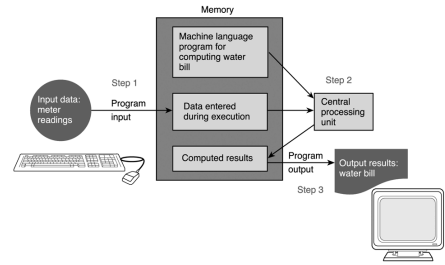 Memory
Machine language
program for
computing water
bill
Step 1
Step 2
Input data:
meter
readings
Program
input
Data entered
during execution
Central
processing
unit
Computed results
Program
output
Output results:
water bill
Step 3